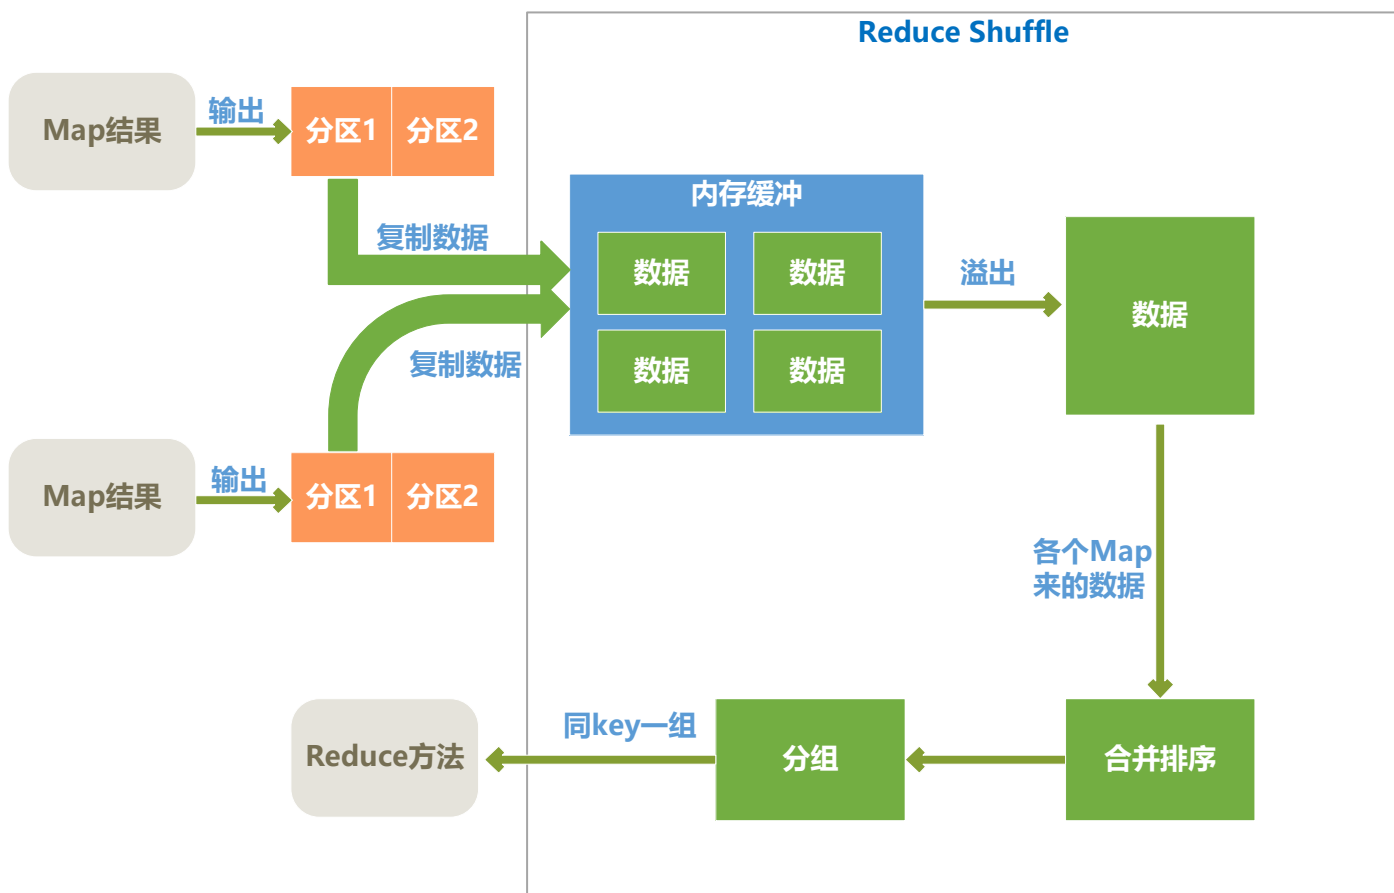 Reduce Shuffle
Map结果
输出
分区1
分区2
复制数据
内存缓冲
数据
数据
数据
数据
溢出
数据
复制数据
Map结果
输出
分区1
分区2
各个Map
来的数据
合并排序
分组
同key一组
Reduce方法